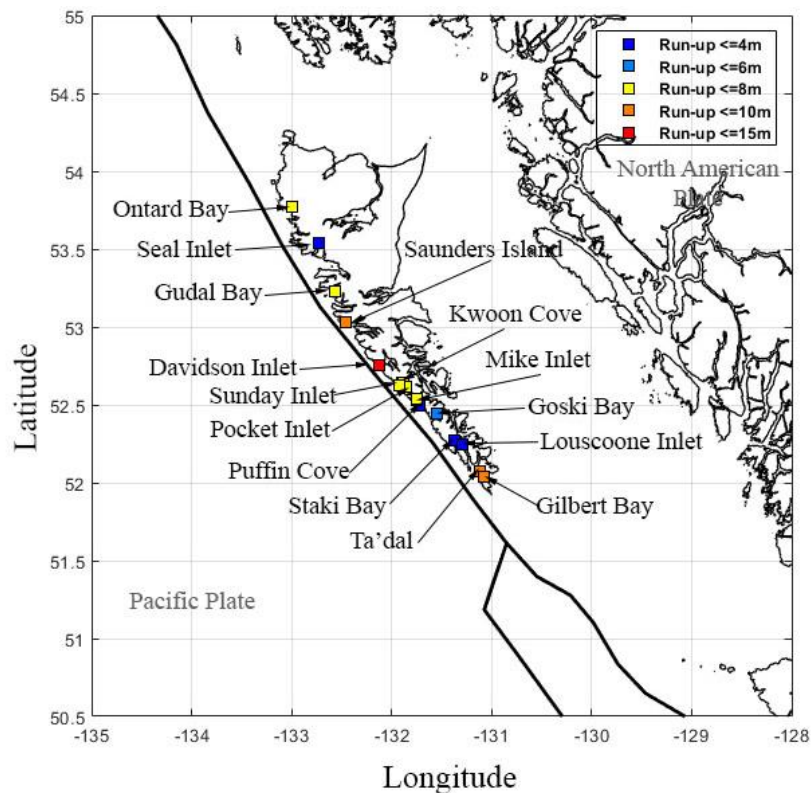 Run-up <=4m
Run-up <=6m
Run-up <=8m
Run-up <=10m
Run-up <=15m
North American
Plate
Ontard Bay
Seal Inlet
Saunders Island
Gudal Bay
Kwoon Cove
Davidson Inlet
Mike Inlet
Sunday Inlet
Goski Bay
Pocket Inlet
Louscoone Inlet
Puffin Cove
Staki Bay
Gilbert Bay
Ta'dal
Pacific Plate
Latitude
55
54.5
54
53.5
53
52.5
52
51.5
51
50.5
-135
-134
-133
-132
-131
-130
-129
-128
Longitude